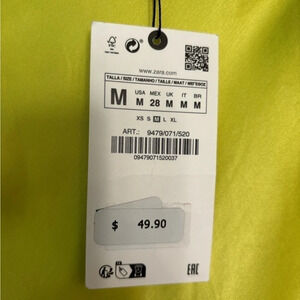 www.zara.com
TALLA / SIZE / TAMANHO / TAILLE / MAAT /
M
USA MEX UK IT BR
M 28 M M M
XS S M L XL
ART.: 9479/071/520
09479071520037
$ 49.90
EAC